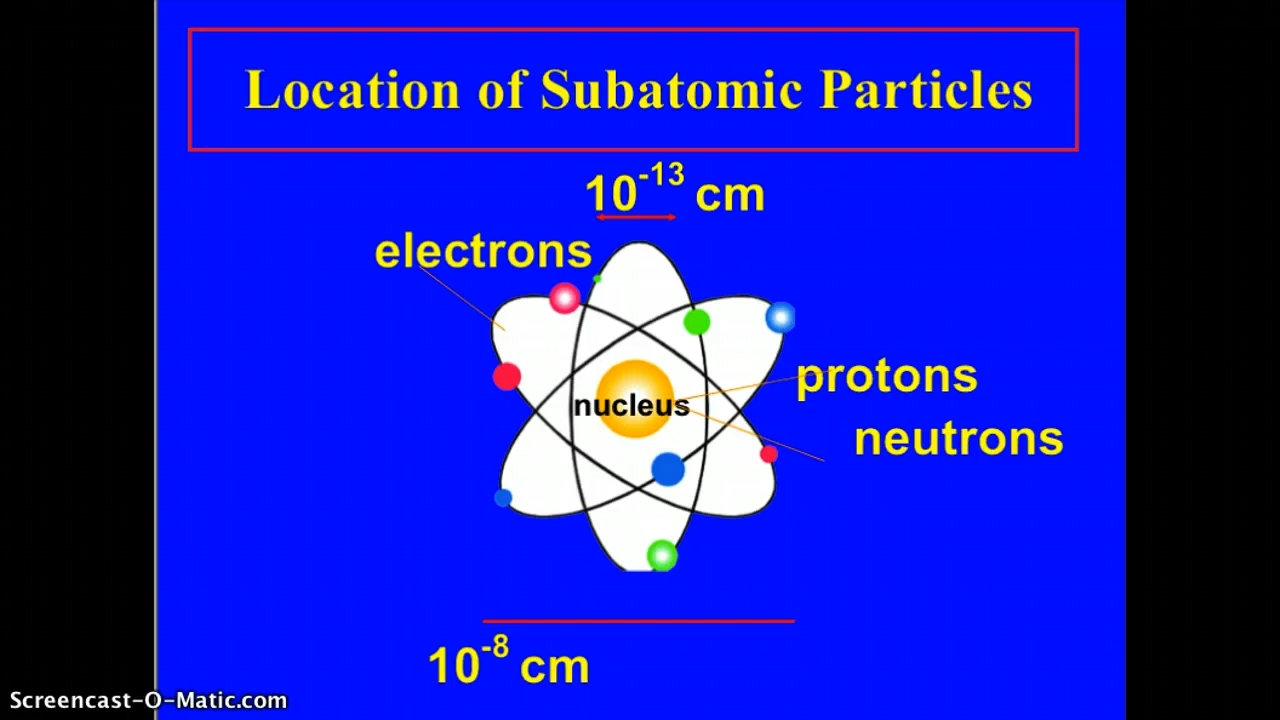 Location of Subatomic Particles
10⁻¹³ cm
electrons
nucleus
protons
neutrons
10⁻⁸ cm
Screencast-O-Matic.com